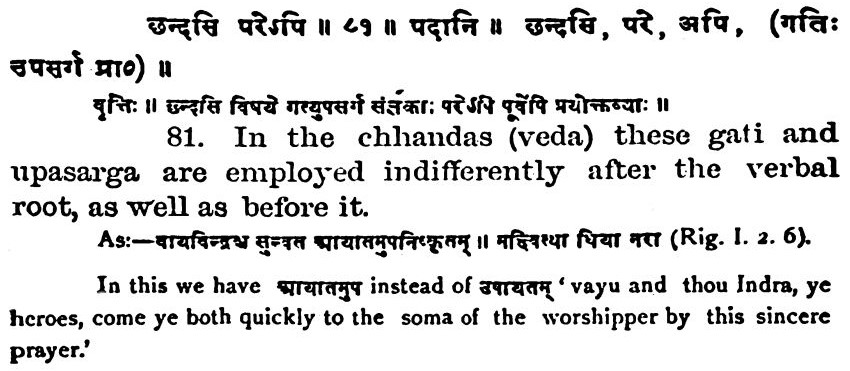 छन्दसि परेऽपि ॥ ८१ ॥ पदानि ॥ छन्दसि, परे, अपि, (गतिः
उपसर्ग प्रा०) ॥
वृत्तिः ॥ छन्दसि विषये गत्युपसर्ग संज्ञकाः परेऽपि पूर्वेपि प्रयोक्तव्याः ॥
81. In the chhandas (veda) these gati and
upasarga are employed indifferently after the verbal
root, as well as before it.
As:—वायविन्द्रश्च सुन्वत आयातमुपनिष्कृतम् ॥ मक्ष्वित्था धिया नरा (Rig. I. 2. 6).
In this we have आयातमुप instead of उपायतम् ‘vayu and thou Indra, ye
heroes, come ye both quickly to the soma of the worshipper by this sincere
prayer.’